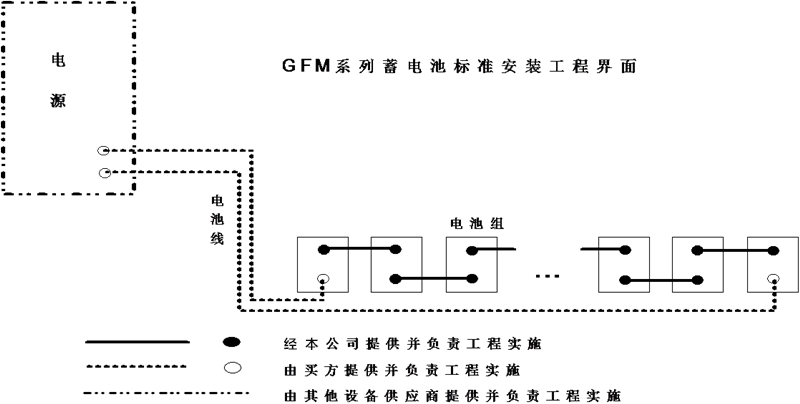 电
源
GFM系列蓄电池标准安装工程界面
电
池
线
电池组
...
经本公司提供并负责工程实施
由买方提供并负责工程实施
由其他设备供应商提供并负责工程实施